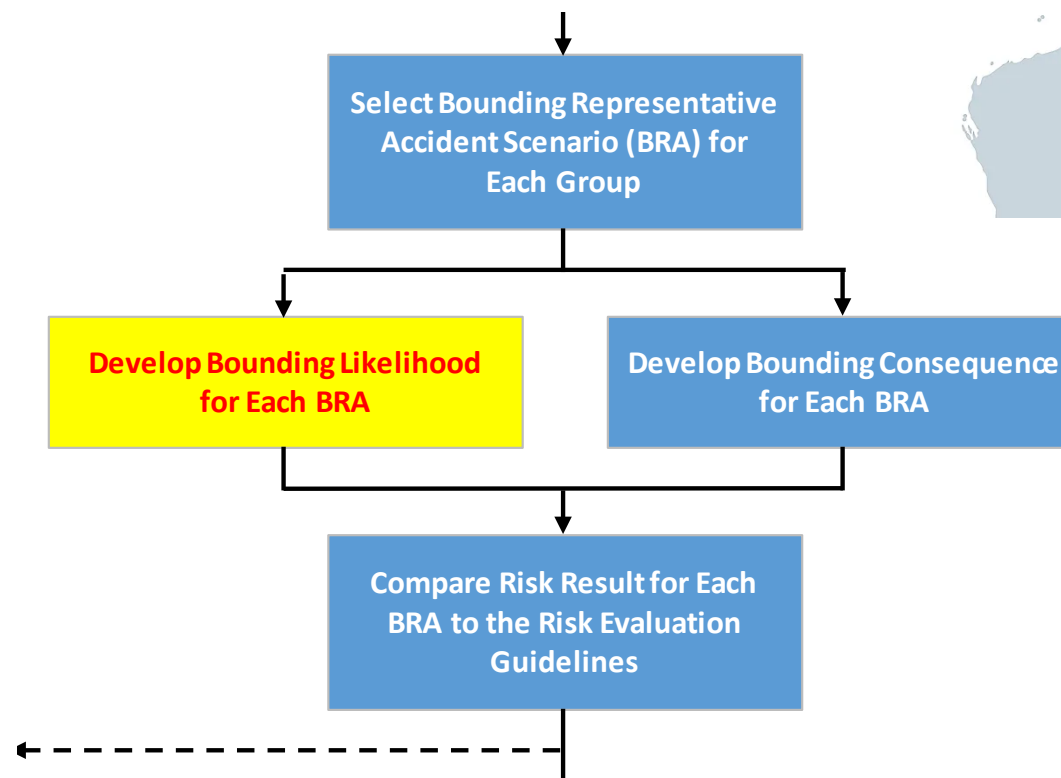 Select Bounding Representative
Accident Scenario (BRA) for
Each Group
Develop Bounding Likelihood
for Each BRA
Develop Bounding Consequence
for Each BRA
Compare Risk Result for Each
BRA to the Risk Evaluation
Guidelines